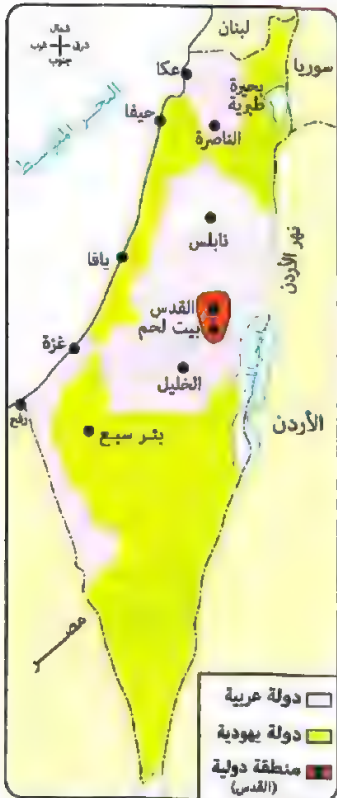 لبنان
سوريا
شمال
شرق
جنوب
عكا
بحيرة
طبرية
حيفا
الناصرة
البحر المتوسط
نابلس
نهر الأردن
يافا
القدس
بيت لحم
غزة
الخليل
رفح
الأردن
بئر سبع
مصر
دولة عربية
دولة يهودية
منطقة دولية
(القدس)